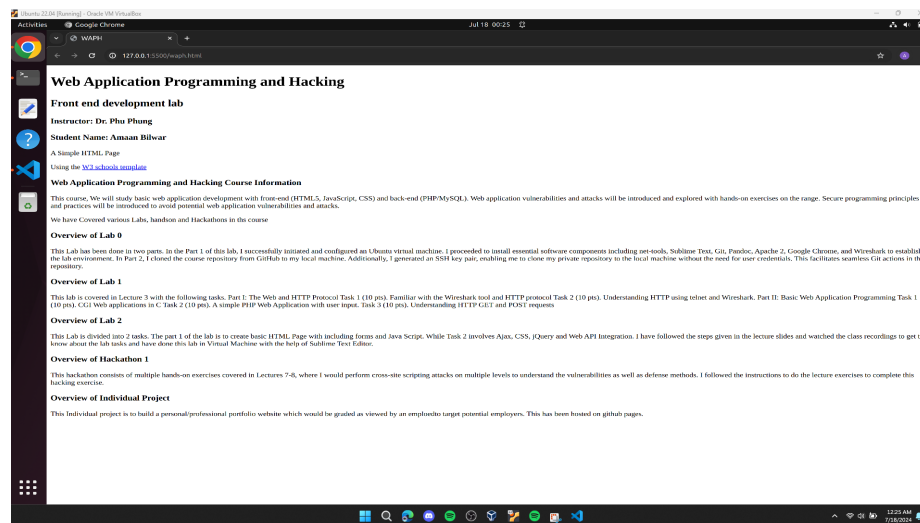 Ubuntu 22.04 [Running] - Oracle VM VirtualBox
Activities
Google Chrome
Jul 18 00:25
WAPH
127.0.0.1:5500/waph.html
Web Application Programming and Hacking
Front end development lab
Instructor: Dr. Phu Phung
Student Name: Amaan Bilwar
A Simple HTML Page
Using the W3 schools template
Web Application Programming and Hacking Course Information
This course, We will study basic web application development with front-end (HTML5, JavaScript, CSS) and back-end (PHP/MySQL). Web application vulnerabilities and attacks will be introduced and explored with hands-on exercises on the range. Secure programming principles
and practices will be introduced to avoid potential web application vulnerabilities and attacks.
We have Covered various Labs, handson and Hackathons in ths course
Overview of Lab 0
This Lab has been done in two parts. In the Part 1 of this lab, I successfully initiated and configured an Ubuntu virtual machine. I proceeded to install essential software components including net-tools, Sublime Text, Git, Pandoc, Apache 2, Google Chrome, and Wireshark to establis
the lab environment. In Part 2, I cloned the course repository from GitHub to my local machine. Additionally, I generated an SSH key pair, enabling me to clone my private repository to the local machine without the need for user credentials. This facilitates seamless Git actions in th
repository.
Overview of Lab 1
This lab is covered in Lecture 3 with the following tasks. Part I: The Web and HTTP Protocol Task 1 (10 pts). Familiar with the Wireshark tool and HTTP protocol Task 2 (10 pts). Understanding HTTP using telnet and Wireshark. Part II: Basic Web Application Programming Task 1
(10 pts). CGI Web applications in C Task 2 (10 pts). A simple PHP Web Application with user input. Task 3 (10 pts). Understanding HTTP GET and POST requests
Overview of Lab 2
This Lab is divided into 2 tasks. The part 1 of the lab is to create basic HTML Page with including forms and Java Script. While Task 2 involves Ajax, CSS, jQuery and Web API Integration. I have followed the steps given in the lecture slides and watched the class recordings to get t
know about the lab tasks and have done this lab in Virtual Machine with the help of Sublime Text Editor.
Overview of Hackathon 1
This hackathon consists of multiple hands-on exercises covered in Lectures 7-8, where I would perform cross-site scripting attacks on multiple levels to understand the vulnerabilities as well as defense methods. I followed the instructions to do the lecture exercises to complete this
hacking exercise.
Overview of Individual Project
This Individual project is to build a personal/professional portfolio website which would be graded as viewed by an emploedto target potential employers. This has been hosted on github pages.
12:25 AM
7/18/2024